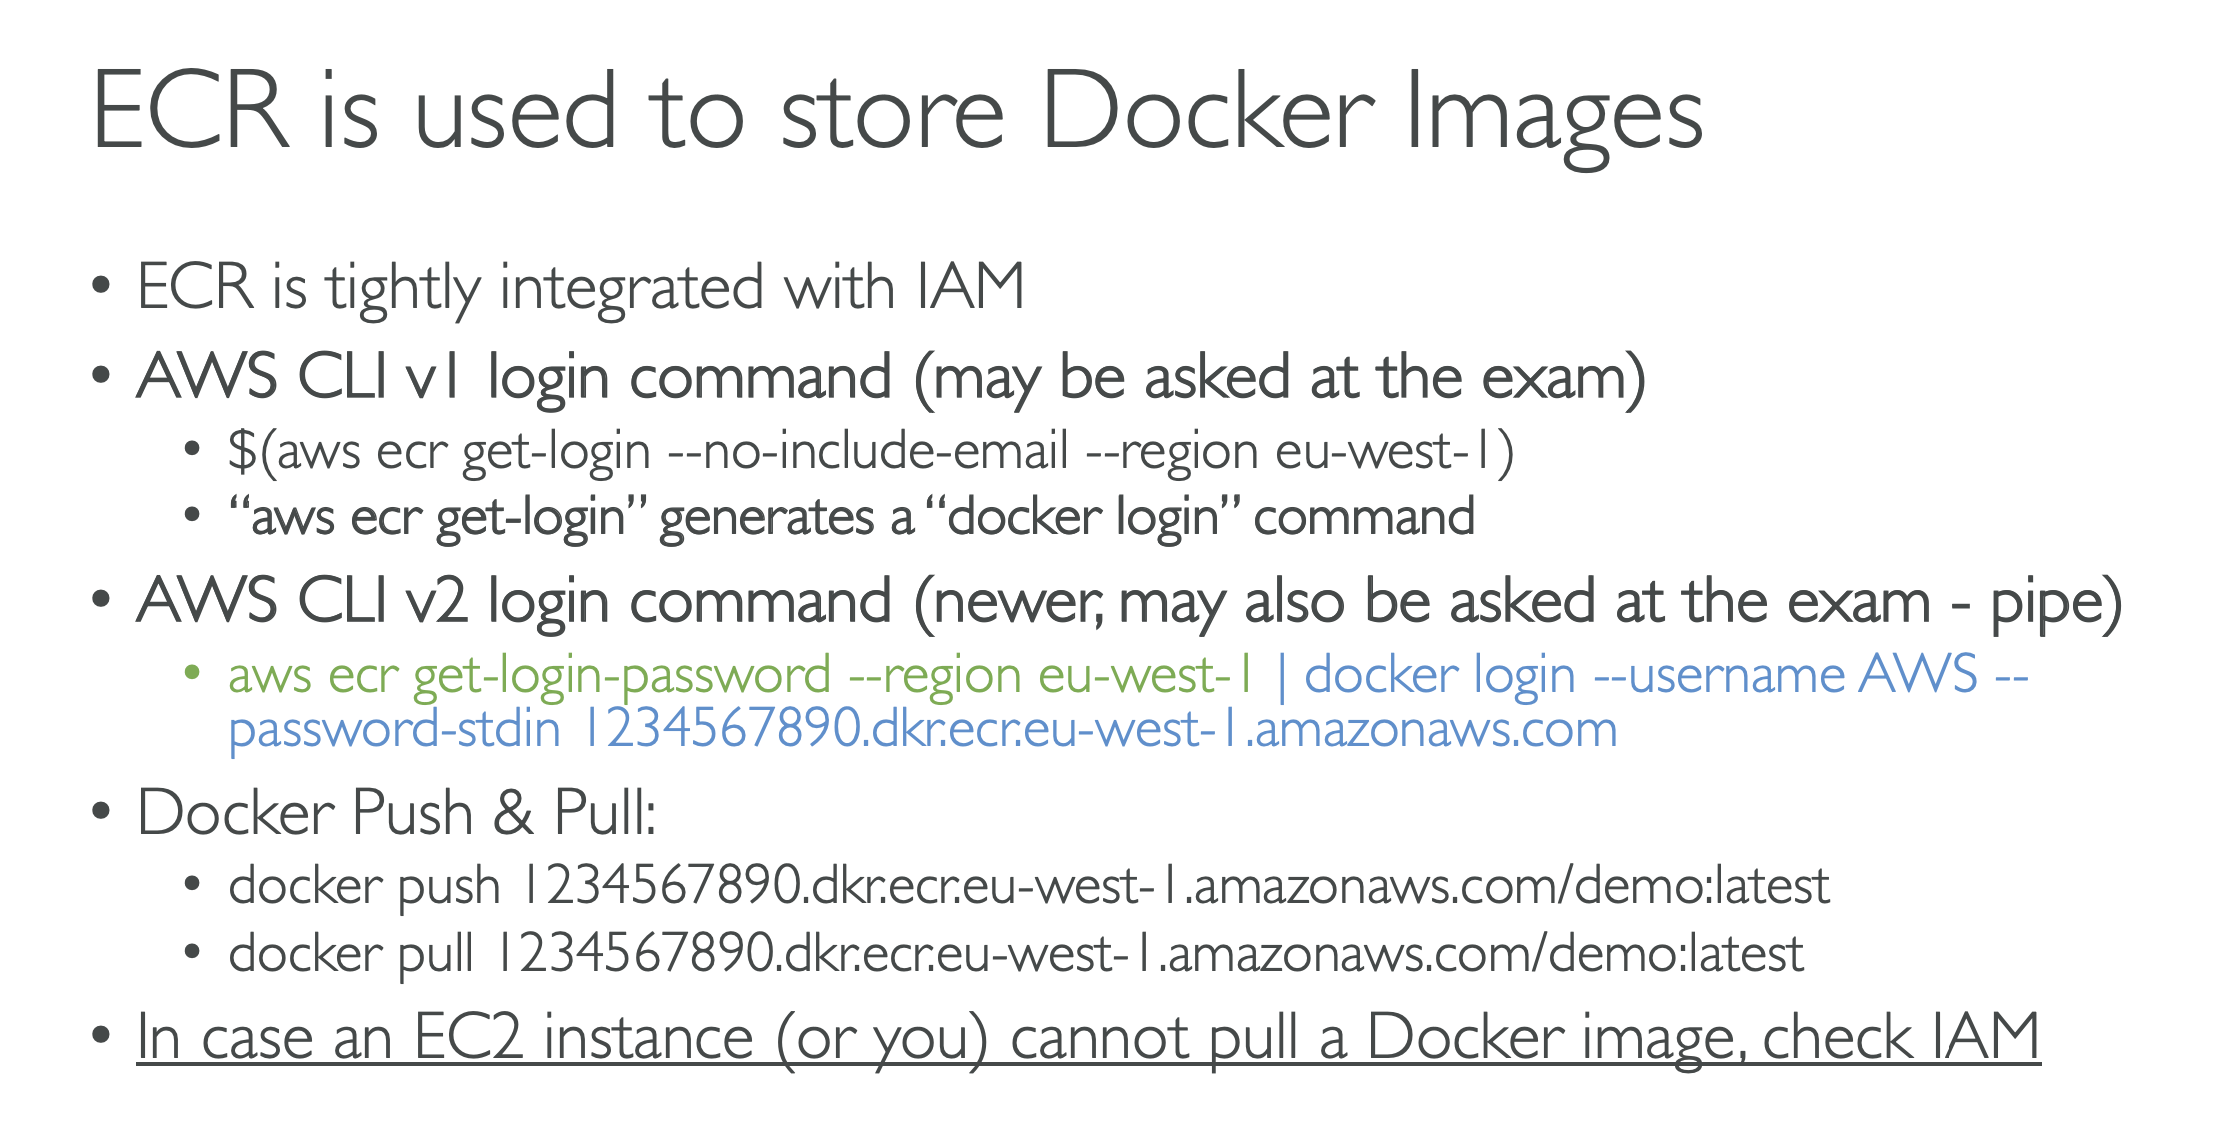 ECR is used to store Docker Images
• ECR is tightly integrated with IAM
• AWS CLI v1 login command (may be asked at the exam)
• $(aws ecr get-login --no-include-email --region eu-west-1)
• “aws ecr get-login” generates a “docker login” command
• AWS CLI v2 login command (newer, may also be asked at the exam - pipe)
• aws ecr get-login-password --region eu-west-1 | docker login --username AWS --
password-stdin 1234567890.dkr.ecr.eu-west-1.amazonaws.com
• Docker Push & Pull:
• docker push 1234567890.dkr.ecr.eu-west-1.amazonaws.com/demo:latest
• docker pull 1234567890.dkr.ecr.eu-west-1.amazonaws.com/demo:latest
• In case an EC2 instance (or you) cannot pull a Docker image, check IAM